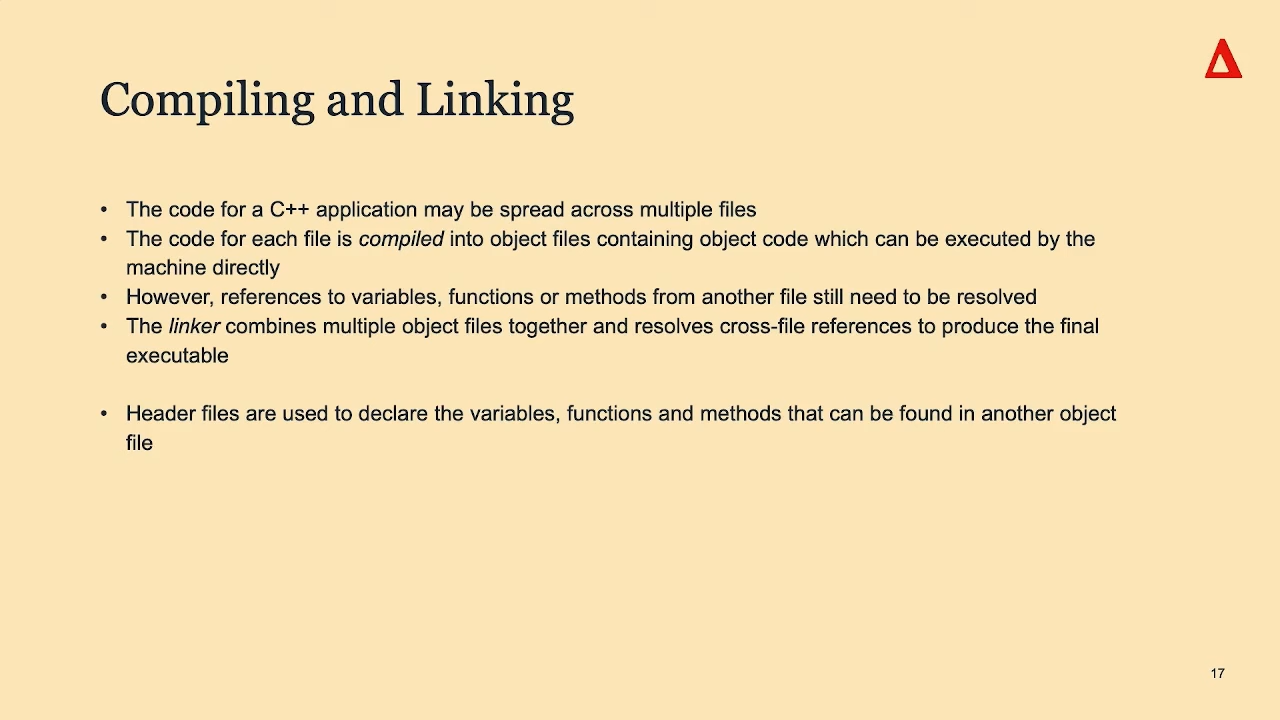 Compiling and Linking
• The code for a C++ application may be spread across multiple files
• The code for each file is compiled into object files containing object code which can be executed by the
machine directly
• However, references to variables, functions or methods from another file still need to be resolved
• The linker combines multiple object files together and resolves cross-file references to produce the final
executable
• Header files are used to declare the variables, functions and methods that can be found in another object
file
17